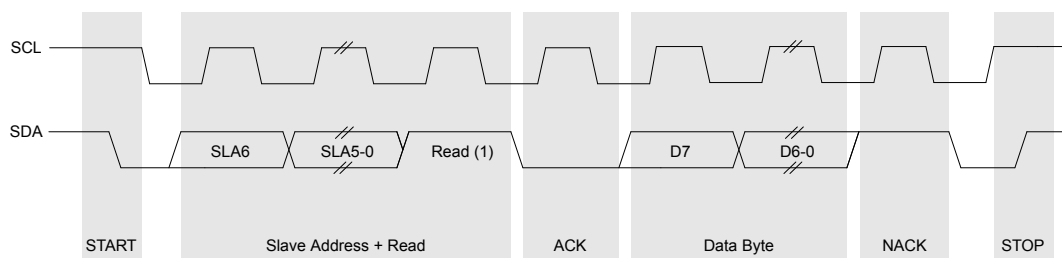 SCL
SDA
SLA6 SLA5-0 Read (1) D7 D6-0
START Slave Address + Read ACK Data Byte NACK STOP